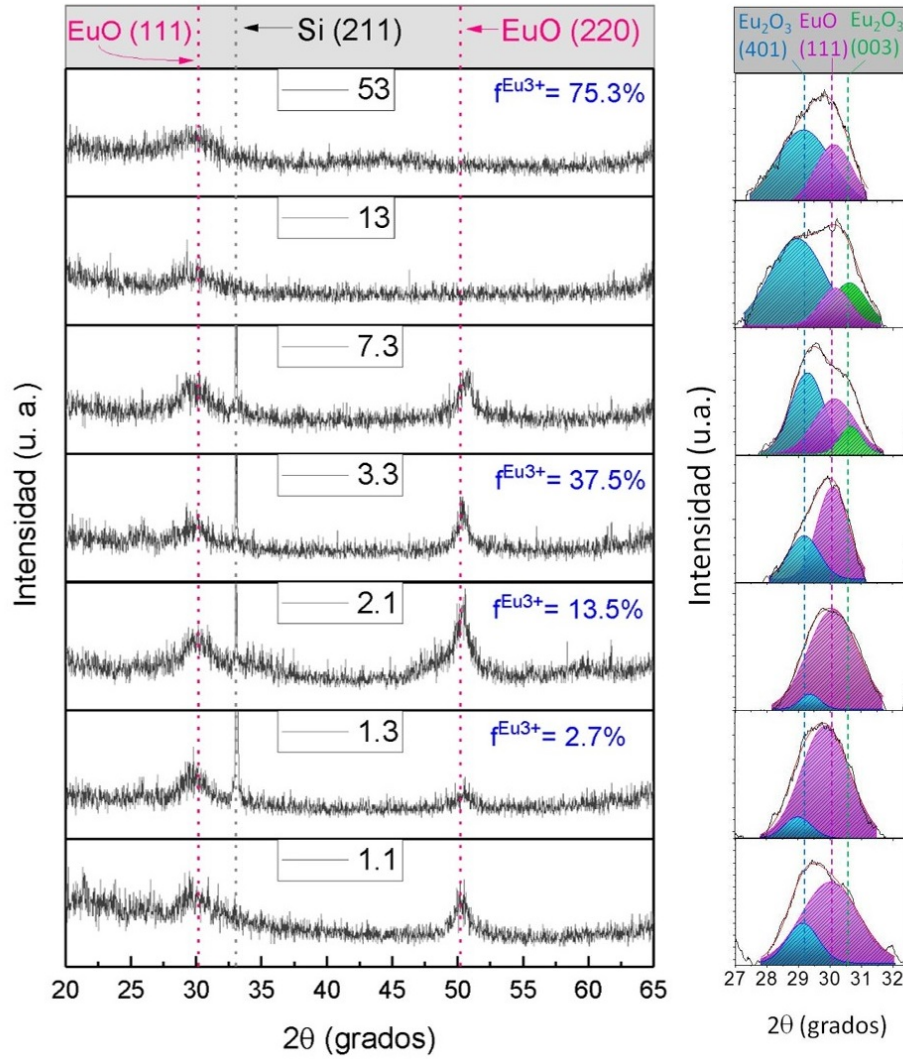 EuO (111)
Si (211)
EuO (220)
53
f^Eu3+= 75.3%
13
7.3
3.3
f^Eu3+= 37.5%
2.1
f^Eu3+= 13.5%
1.3
f^Eu3+= 2.7%
1.1
Intensidad (u. a.)
20 25 30 35 40 45 50 55 60 65
2θ (grados)
Eu₂O₃ EuO Eu₂O₃
(401) (111) (003)
Intensidad (u.a.)
27 28 29 30 31 32
2θ (grados)